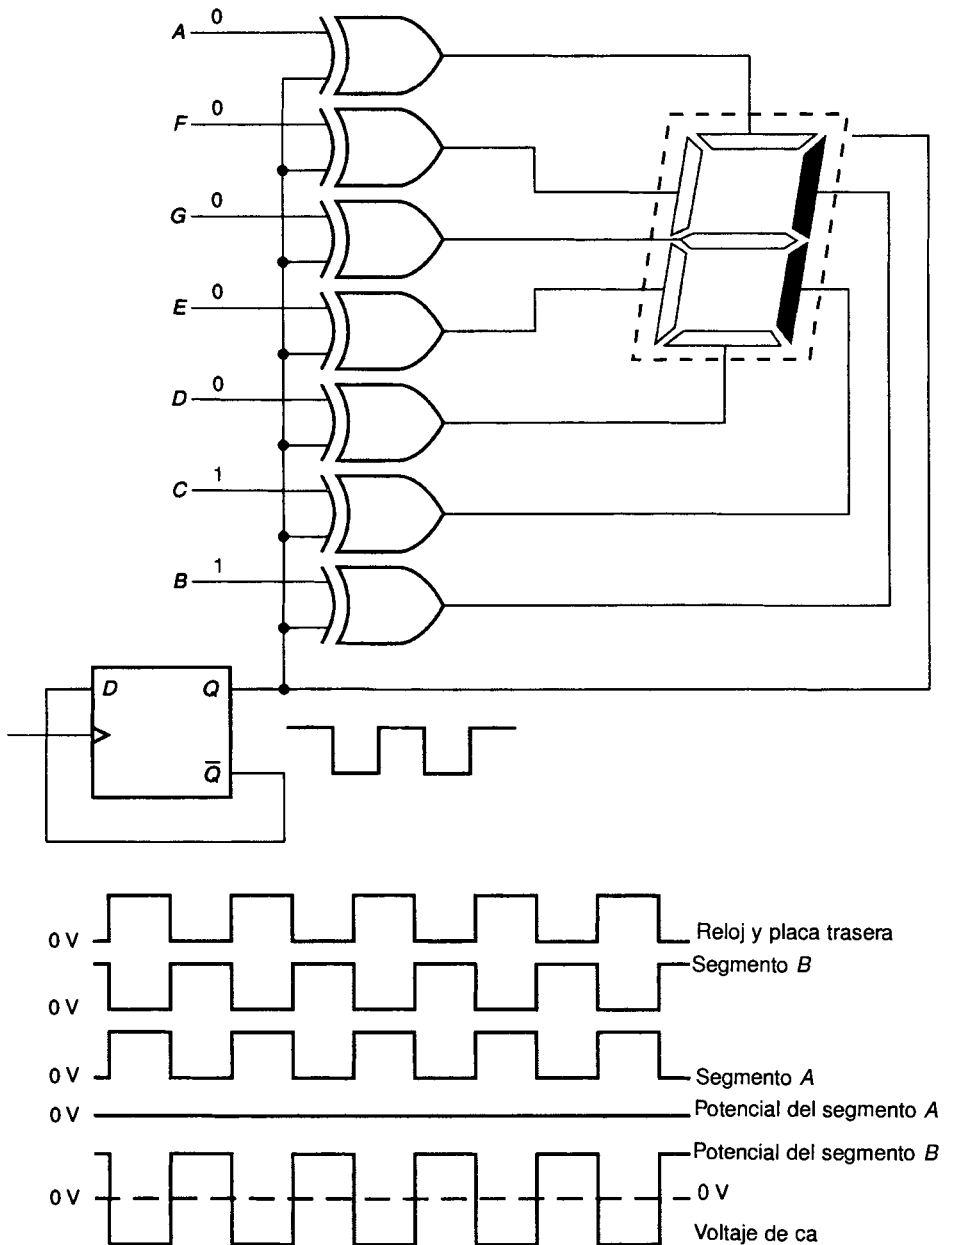 A 0
F 0
G 0
E 0
D 0
C 1
B 1
D Q
Q̅
0 V Reloj y placa trasera
Segmento B
0 V
0 V Segmento A
0 V Potencial del segmento A
Potencial del segmento B
0 V 0 V
Voltaje de ca